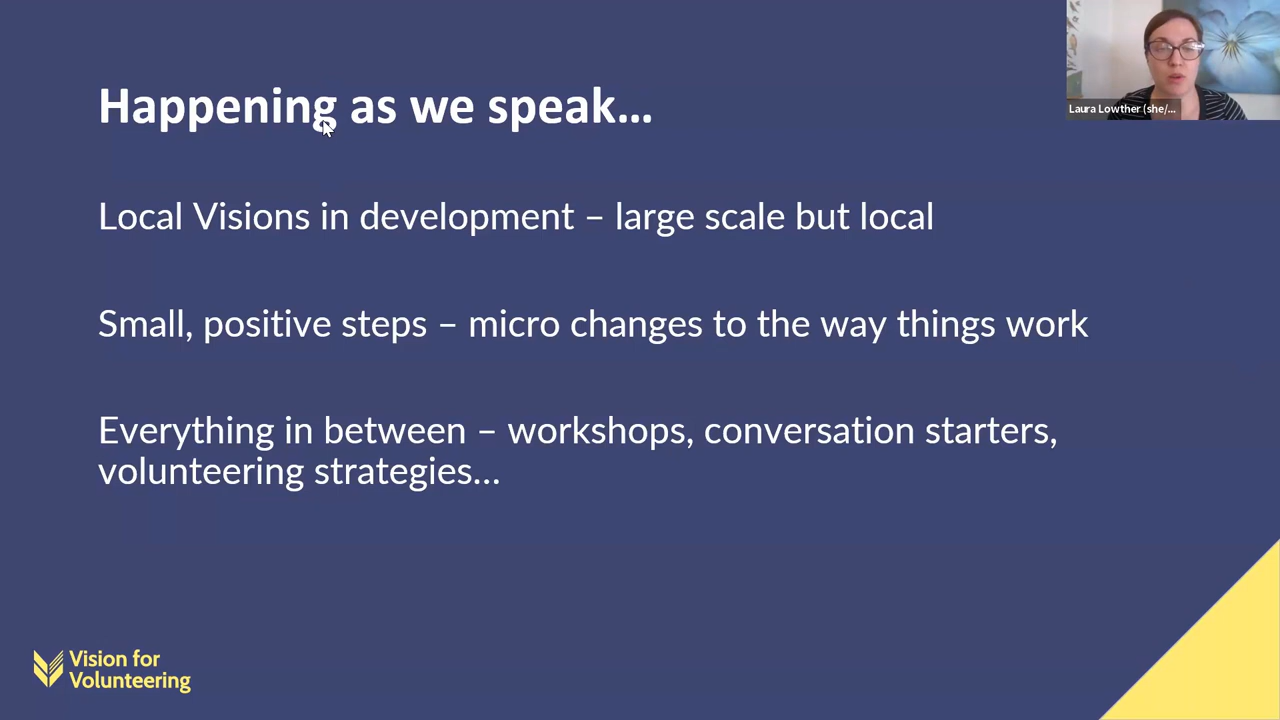 Happening as we speak...
Laura Lowther (she/...
Local Visions in development – large scale but local
Small, positive steps – micro changes to the way things work
Everything in between – workshops, conversation starters,
volunteering strategies...
Vision for
Volunteering